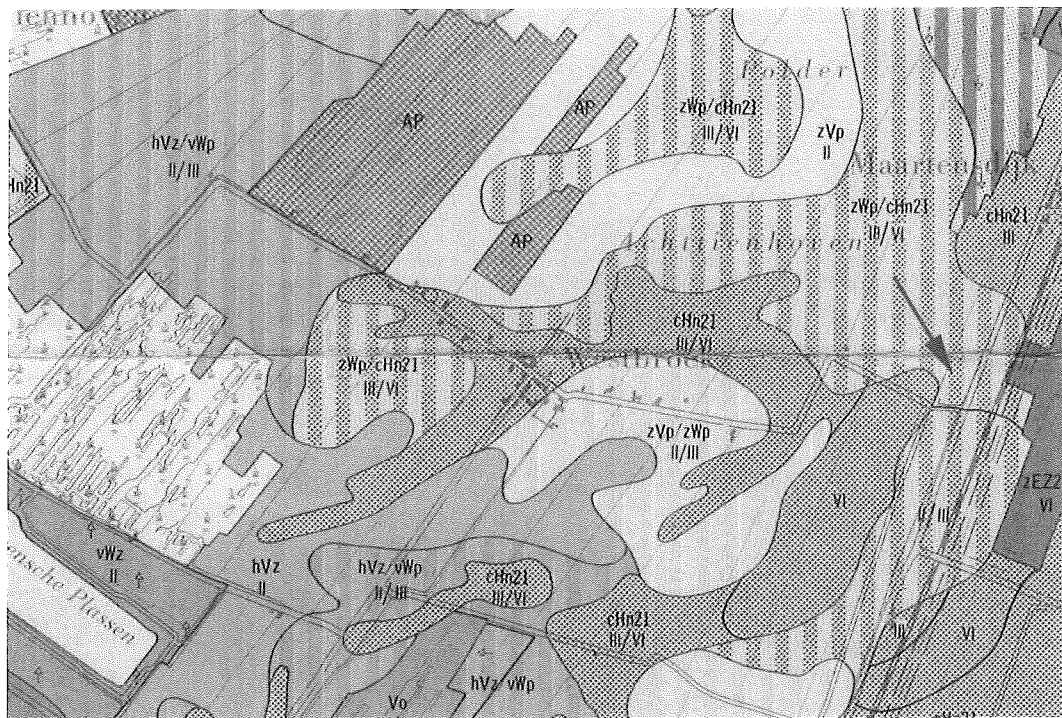 Polder
AP
zWp/cHn21
III/VI
AP
zVp
II
hVz/vWp
II/III
Maartensdijk
Hn21
zWp/cHn21
III/VI
cHn21
III
AP
Achttienhoven
cHn21
III/VI
Westbroek
zWp/cHn21
III/VI
zVp/zWp
II/III
zEZ2
VI
VI
II/III
vWz
II
hVz
II
hVz/vWp
II/III
cHn21
III/VI
ensche Plassen
cHn21
III/VI
III
VI
hVz/vWp
Vo